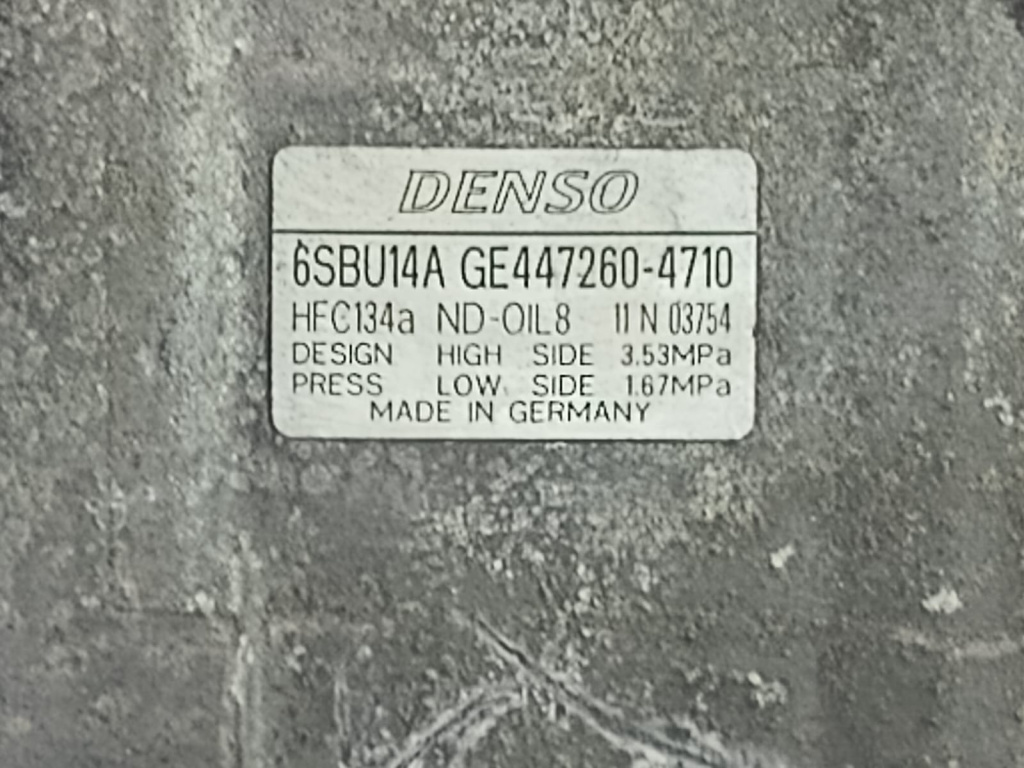 DENSO
6SBU14A GE447260-4710
HFC134a ND-OIL8 11 N 03754
DESIGN HIGH SIDE 3.53MPa
PRESS LOW SIDE 1.67MPa
MADE IN GERMANY